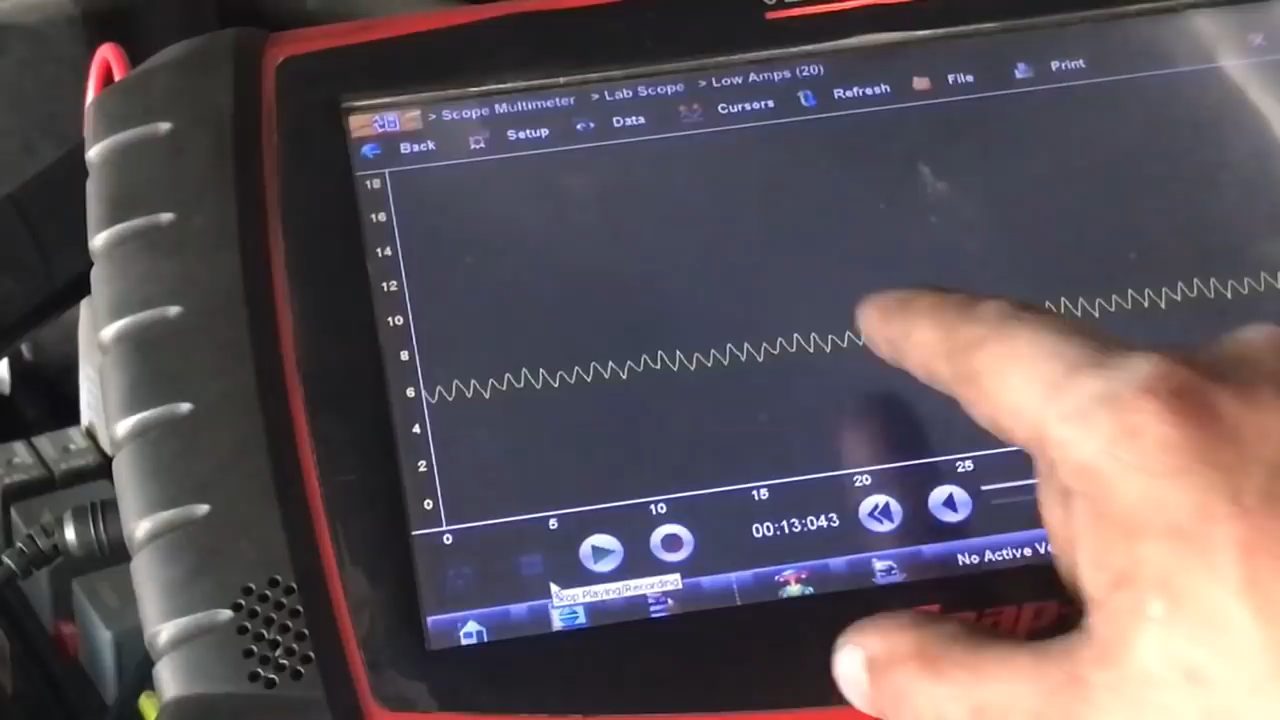 > Scope Multimeter > Lab Scope > Low Amps (20)
Back Setup Data Cursors Refresh File Print
18
16
14
12
10
8
6
4
2
0
0 5 10 15 20 25
00:13:043
Stop Playing/Recording
No Active